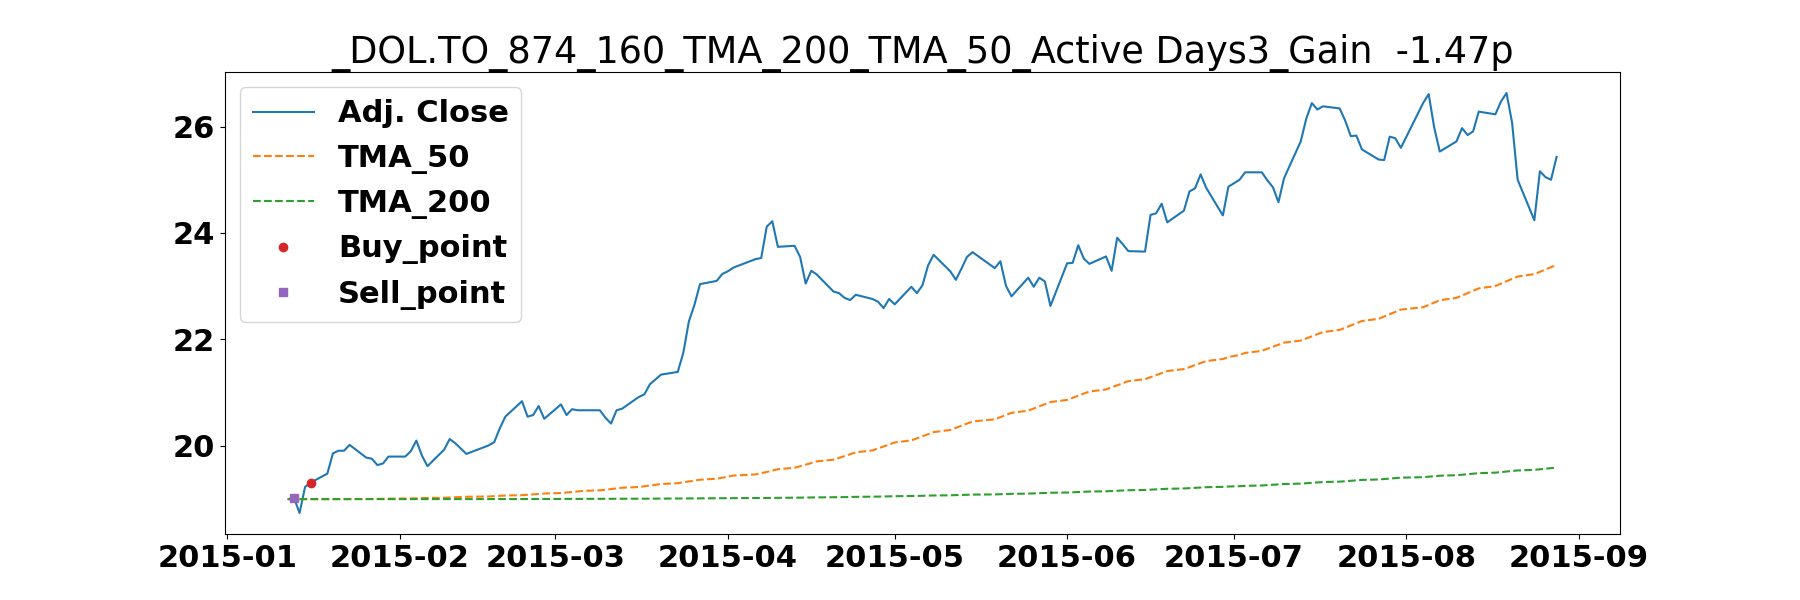 _DOL.TO_874_160_TMA_200_TMA_50_Active Days3_Gain  -1.47p
Adj. Close
TMA_50
TMA_200
Buy_point
Sell_point
26
24
22
20
2015-01 2015-02 2015-03 2015-04 2015-05 2015-06 2015-07 2015-08 2015-09